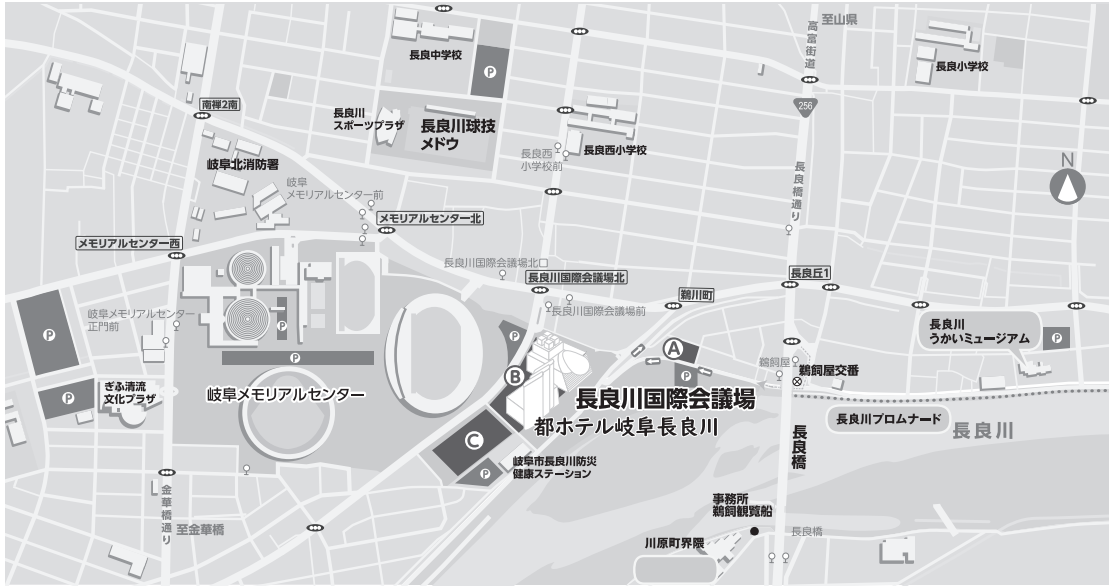 至山県
高富街道
長良中学校
P
長良小学校
南禅2南
256
長良川
スポーツプラザ
長良川球技
メドウ
長良西
小学校前
長良西小学校
岐阜北消防署
岐阜
メモリアルセンター前
長良橋通り
N
メモリアルセンター北
メモリアルセンター西
長良川国際会議場北口
長良川国際会議場北
長良丘1
鵜川町
長良川国際会議場前
岐阜メモリアルセンター
正門前
P
P
P
P
長良川
うかいミュージアム
P
A
P
鵜飼屋
鵜飼屋交番
B
ぎふ清流
文化プラザ
P
岐阜メモリアルセンター
長良川国際会議場
都ホテル岐阜長良川
長良川プロムナード
長良川
C
P
岐阜市長良川防災
健康ステーション
長良橋
金華橋通り
至金華橋
事務所
鵜飼観覧船
長良橋
川原町界隈